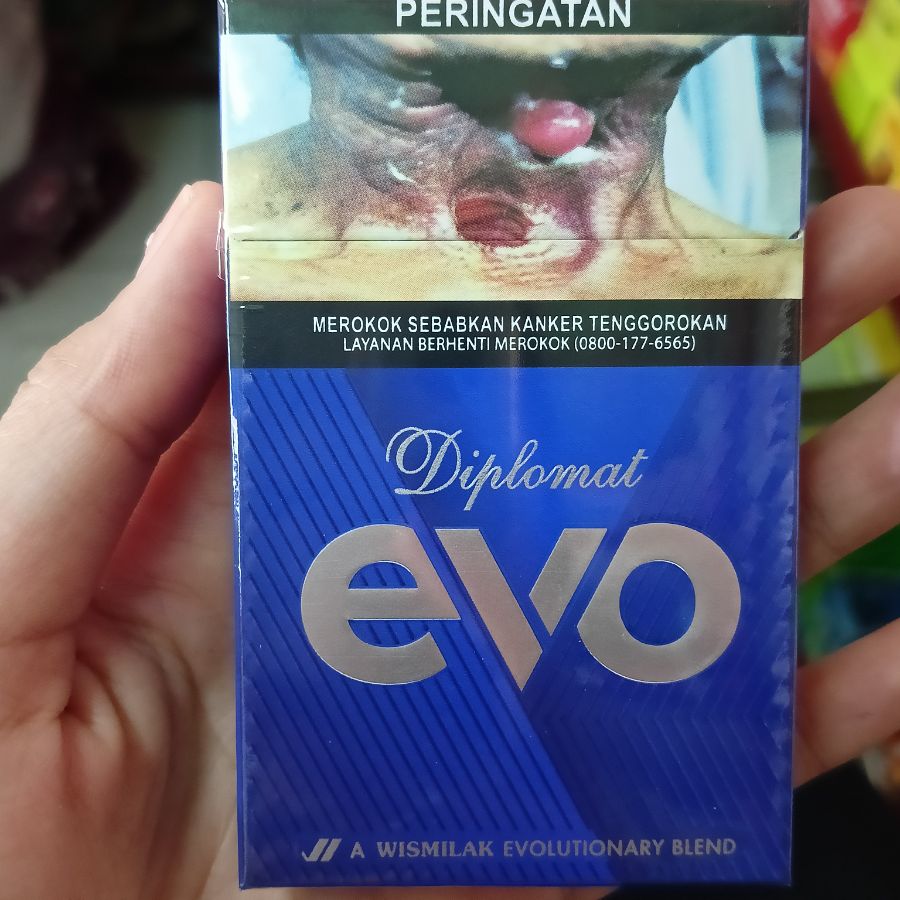 PERINGATAN
MEROKOK SEBABKAN KANKER TENGGOROKAN
LAYANAN BERHENTI MEROKOK (0800-177-6565)
Diplomat
evo
A WISMILAK EVOLUTIONARY BLEND